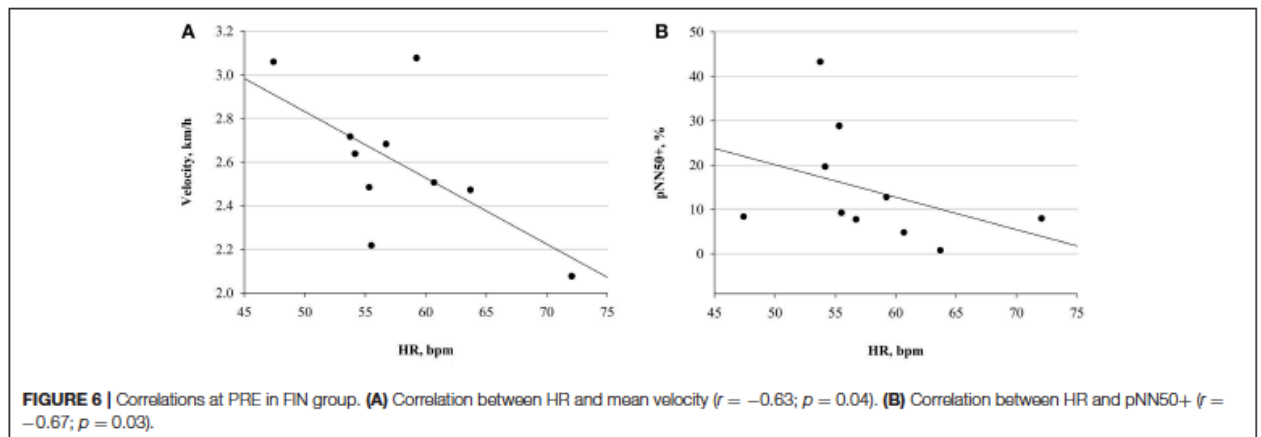 A
Velocity, km/h
3.2
3.0
2.8
2.6
2.4
2.2
2.0
45 50 55 60 65 70 75
HR, bpm
B
pNN50+, %
50
40
30
20
10
0
45 50 55 60 65 70 75
HR, bpm
FIGURE 6 | Correlations at PRE in FIN group. (A) Correlation between HR and mean velocity (r = −0.63; p = 0.04). (B) Correlation between HR and pNN50+ (r =
−0.67; p = 0.03).